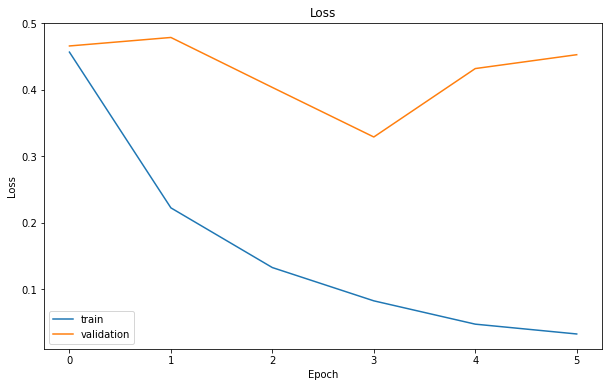 Loss
0.5
0.4
0.3
0.2
0.1
Loss
train
validation
0 1 2 3 4 5
Epoch